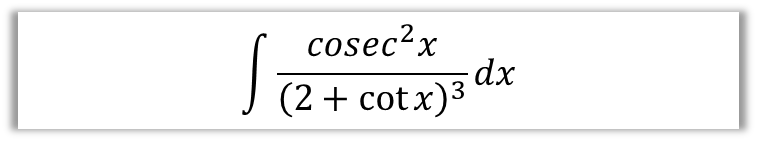 ∫ cosec²x / (2 + cot x)³ dx